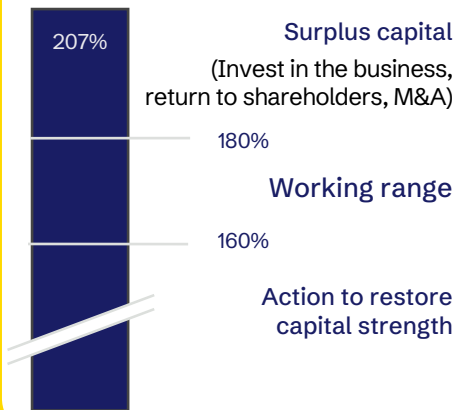 207%
Surplus capital
(Invest in the business,
return to shareholders, M&A)
180%
Working range
160%
Action to restore
capital strength